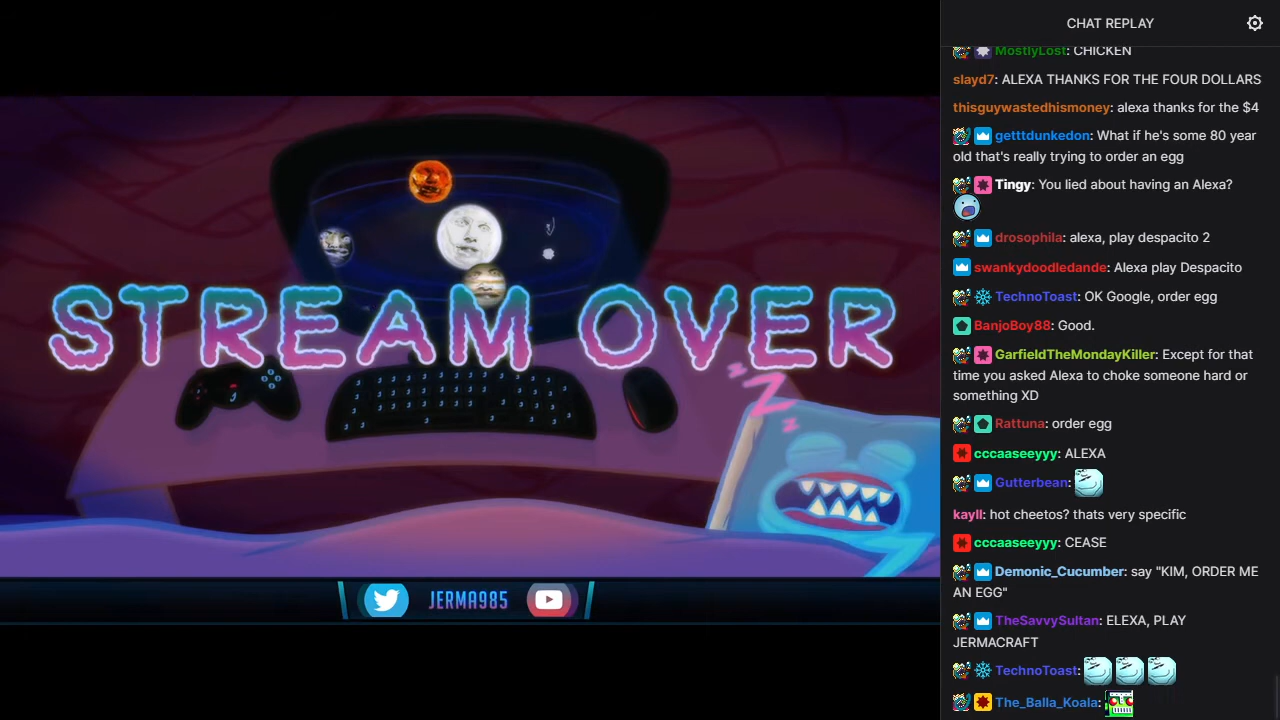 STREAM OVER
Z
Z
Z
JERMA985
CHAT REPLAY
MostlyLost: CHICKEN
slayd7: ALEXA THANKS FOR THE FOUR DOLLARS
thisguywastedhismoney: alexa thanks for the $4
getttdunkedon: What if he's some 80 year
old that's really trying to order an egg
Tingy: You lied about having an Alexa?
drosophila: alexa, play despacito 2
swankydoodledande: Alexa play Despacito
TechnoToast: OK Google, order egg
BanjoBoy88: Good.
GarfieldTheMondayKiller: Except for that
time you asked Alexa to choke someone hard or
something XD
Rattuna: order egg
cccaaseeyyy: ALEXA
Gutterbean:
kayll: hot cheetos? thats very specific
cccaaseeyyy: CEASE
Demonic_Cucumber: say "KIM, ORDER ME
AN EGG"
TheSavvySultan: ELEXA, PLAY
JERMACRAFT
TechnoToast:
The_Balla_Koala: